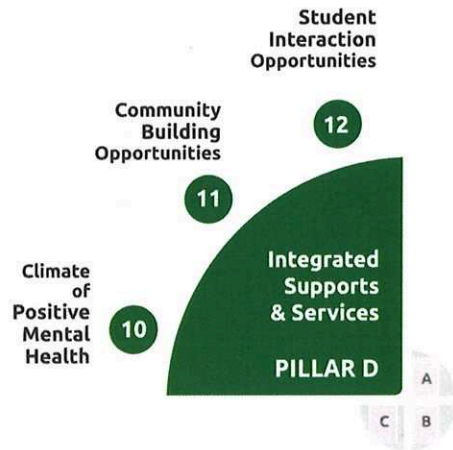 Student
Interaction
Opportunities
12
Community
Building
Opportunities
11
Climate
of
Positive
Mental
Health
10
Integrated
Supports
& Services
PILLAR D
A
C
B